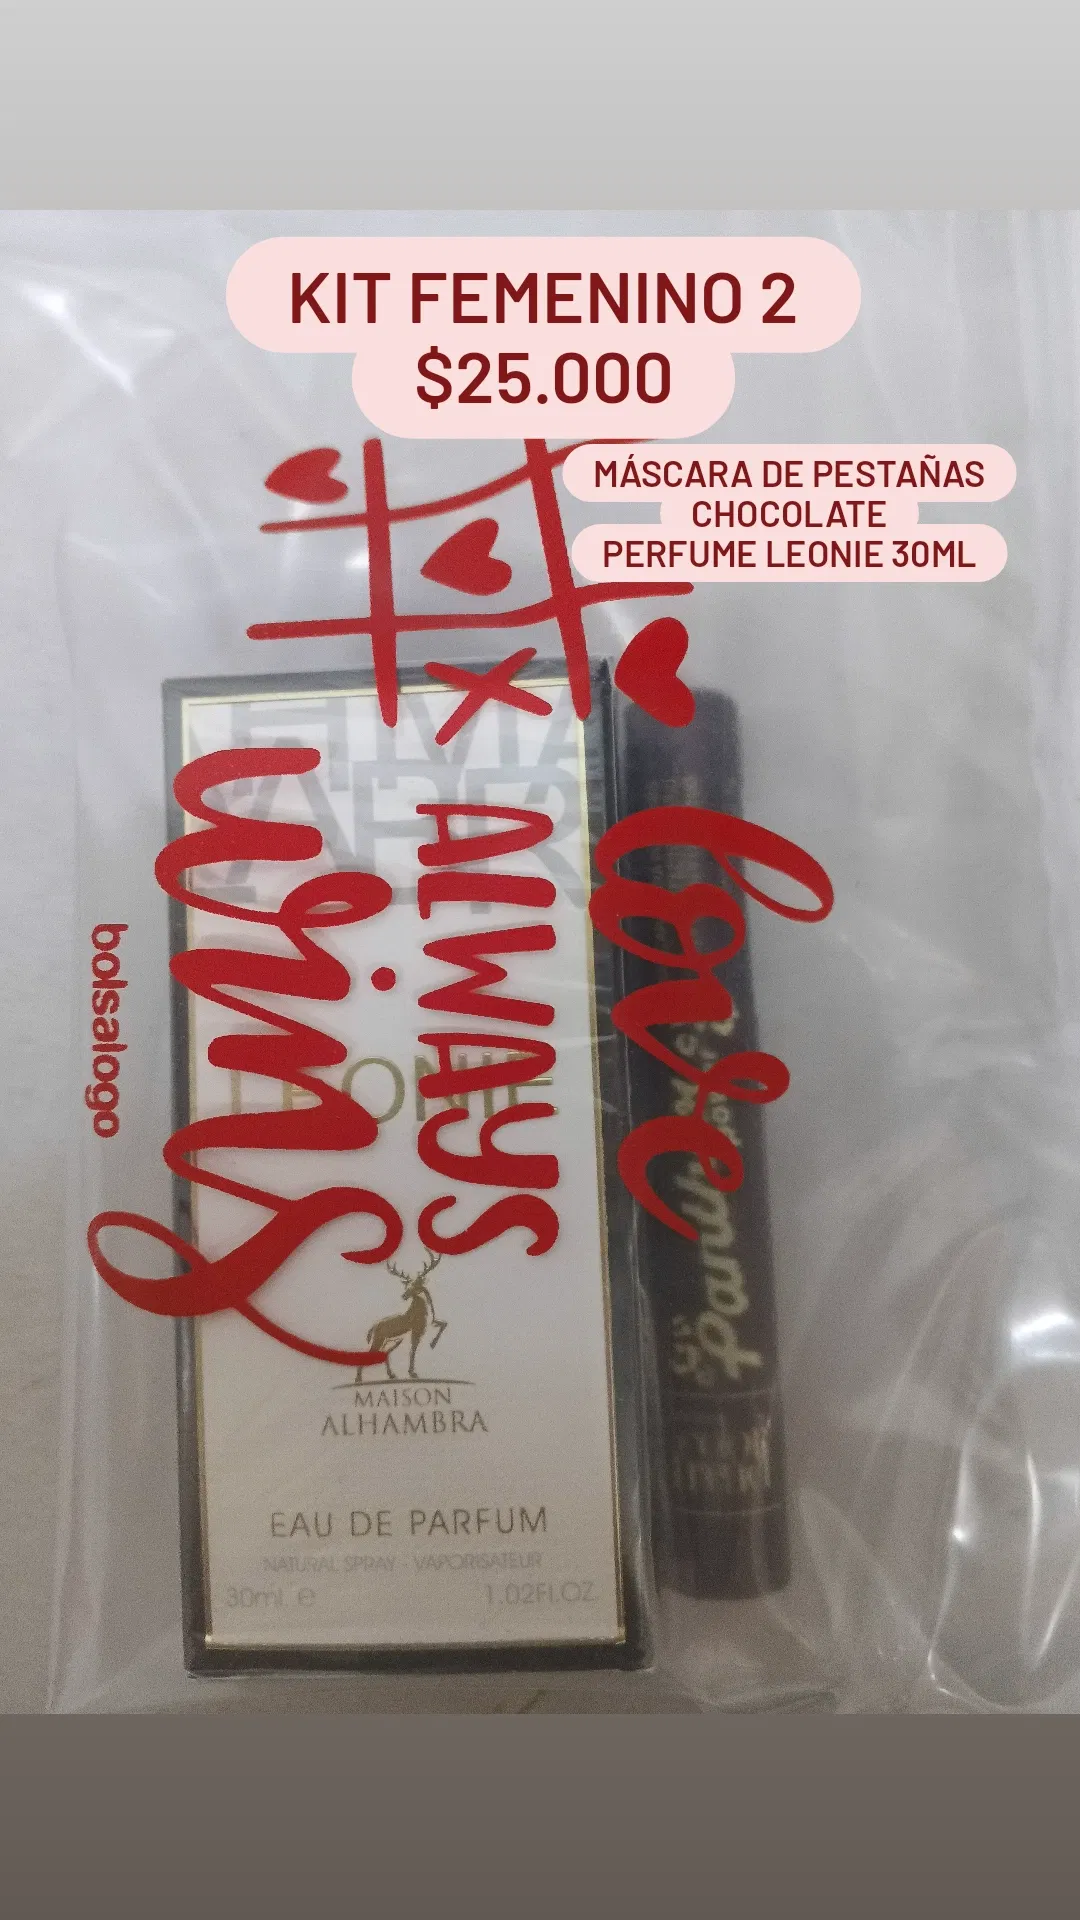 KIT FEMENINO 2
$25.000
MÁSCARA DE PESTAÑAS
CHOCOLATE
PERFUME LEONIE 30ML
love
ALWAYS
wins
bolsalogo
LEONIE
MAISON
ALHAMBRA
EAU DE PARFUM
NATURAL SPRAY - VAPORISATEUR
30ml e
1.02FL.OZ